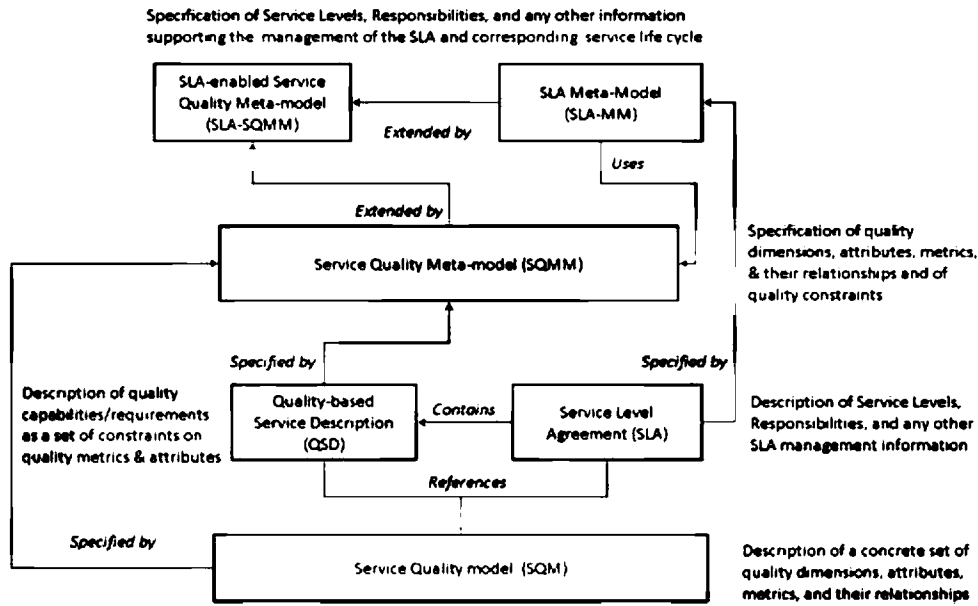 Specification of Service Levels, Responsibilities, and any other information
supporting the management of the SLA and corresponding service life cycle
SLA-enabled Service
Quality Meta-model
(SLA-SQMM)
SLA Meta-Model
(SLA-MM)
Extended by
Uses
Extended by
Service Quality Meta-model (SQMM)
Specification of quality
dimensions, attributes, metrics,
& their relationships and of
quality constraints
Specified by
Specified by
Description of quality
capabilities/requirements
as a set of constraints on
quality metrics & attributes
Quality-based
Service Description
(QSD)
Contains
Service Level
Agreement (SLA)
Description of Service Levels,
Responsibilities, and any other
SLA management information
References
Specified by
Service Quality model (SQM)
Description of a concrete set of
quality dimensions, attributes,
metrics, and their relationships